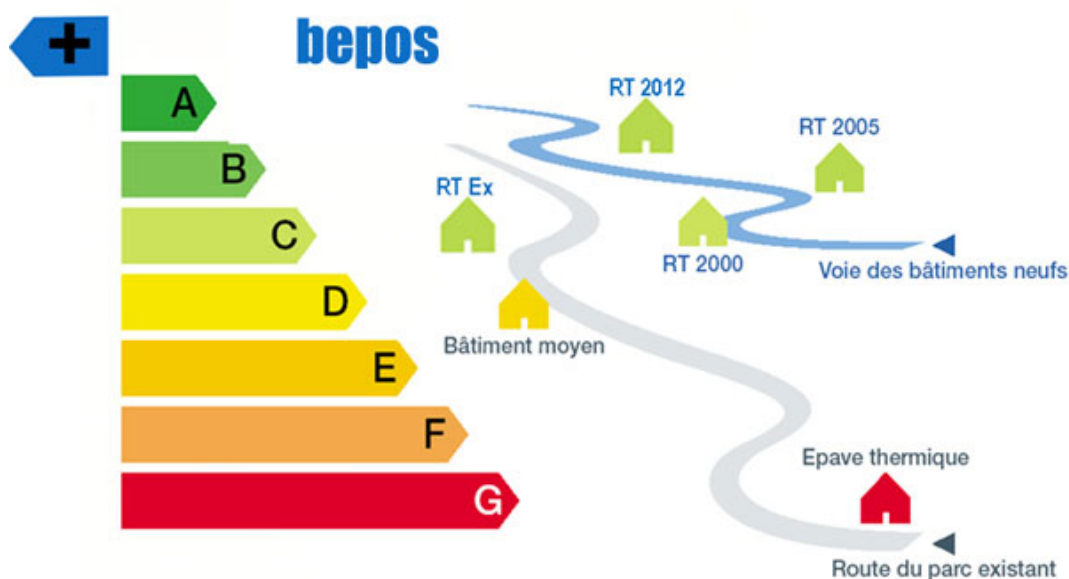 +
bepos
A
B
C
D
E
F
G
RT 2012
RT 2005
RT Ex
RT 2000
Voie des bâtiments neufs
Bâtiment moyen
Epave thermique
Route du parc existant